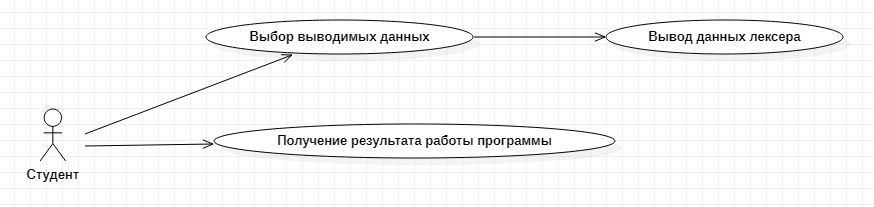 Выбор выводимых данных
Вывод данных лексера
Получение результата работы программы
Студент